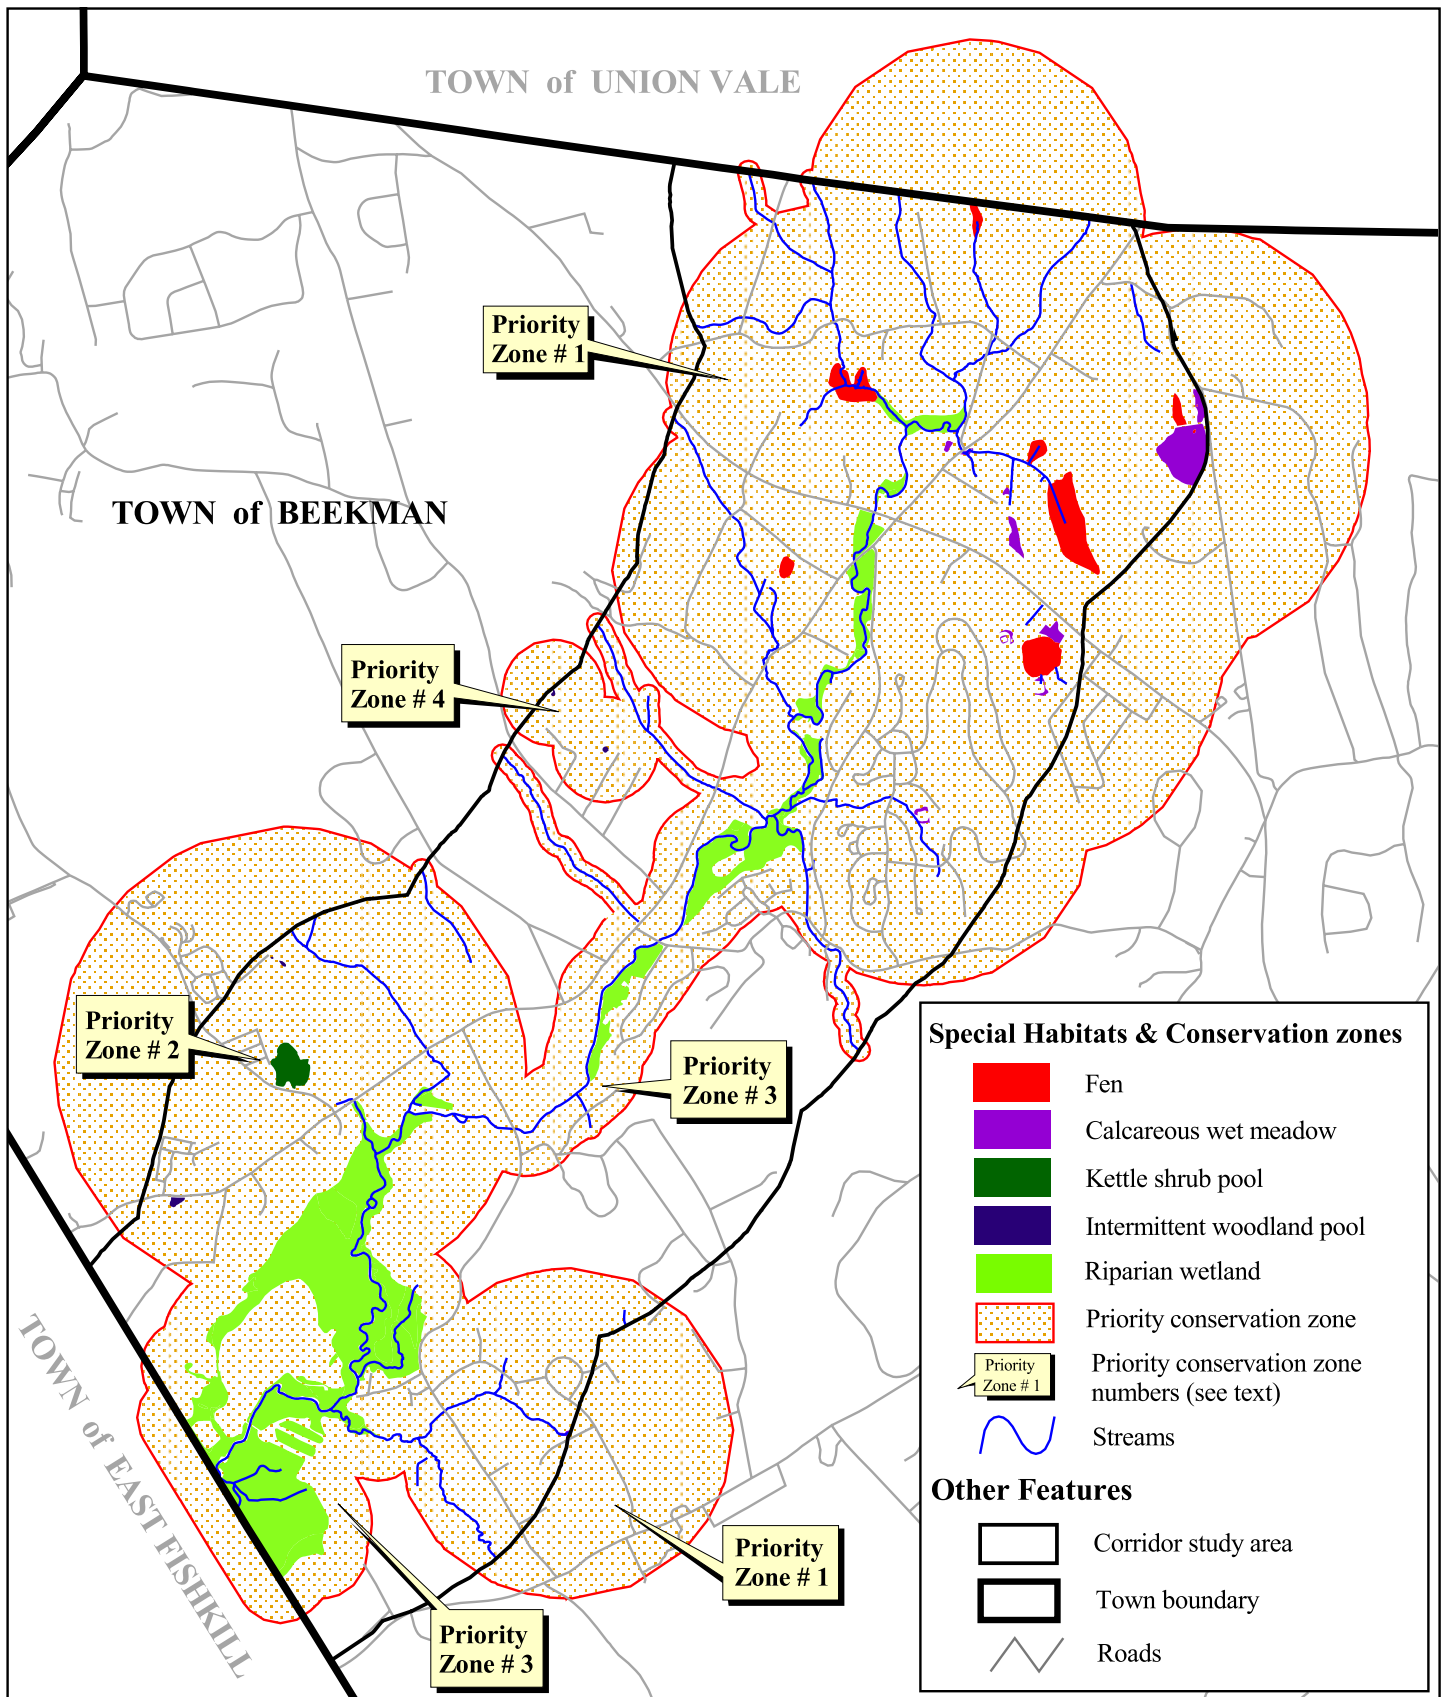 TOWN of UNION VALE
Priority
Zone # 1
TOWN of BEEKMAN
Priority
Zone # 4
Priority
Zone # 2
Priority
Zone # 3
TOWN of EAST FISHKILL
Priority
Zone # 1
Priority
Zone # 3
Special Habitats & Conservation zones
Fen
Calcareous wet meadow
Kettle shrub pool
Intermittent woodland pool
Riparian wetland
Priority conservation zone
Priority
Zone # 1
Priority conservation zone
numbers (see text)
Streams
Other Features
Corridor study area
Town boundary
Roads